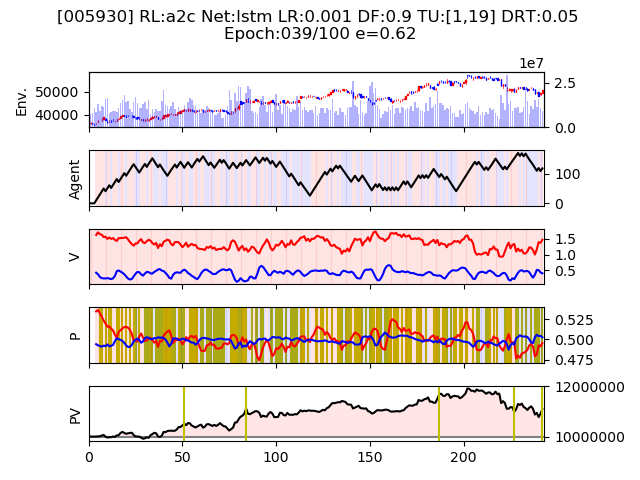 [005930] RL:a2c Net:lstm LR:0.001 DF:0.9 TU:[1,19] DRT:0.05
Epoch:039/100 e=0.62
1e7
Env.
50000
40000
2.5
0.0
Agent
100
0
V
1.5
1.0
0.5
P
0.525
0.500
0.475
PV
12000000
10000000
0 50 100 150 200